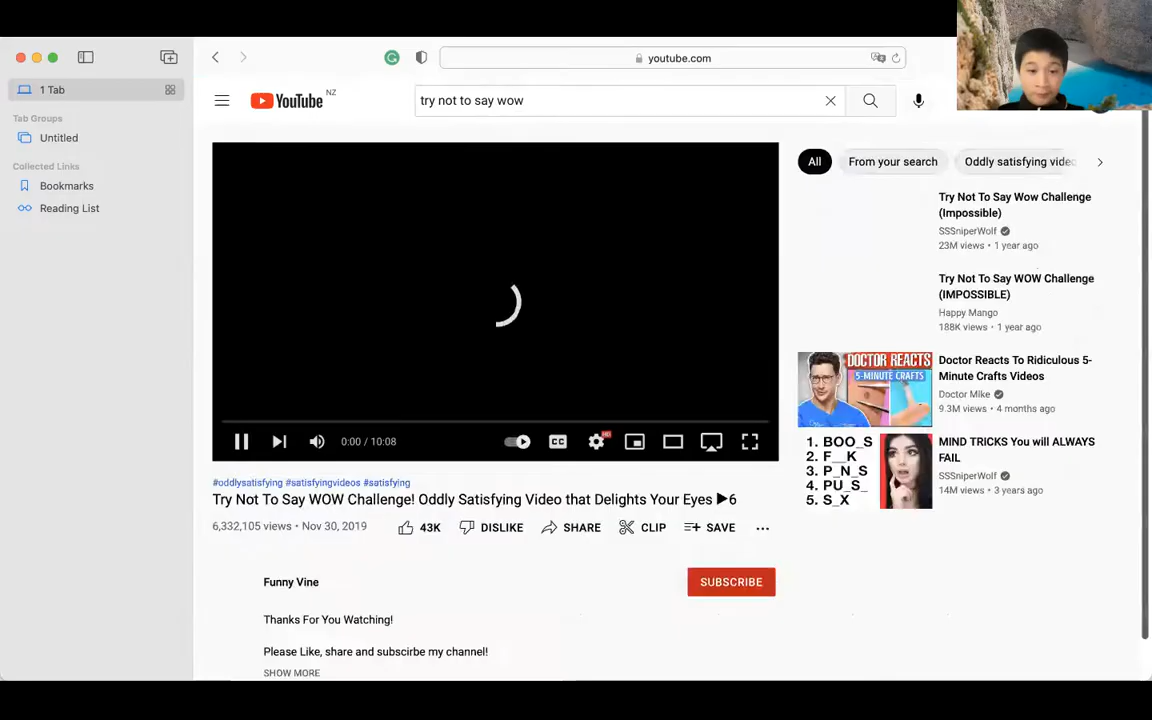 1 Tab
Tab Groups
Untitled
Collected Links
Bookmarks
Reading List
youtube.com
YouTube NZ
try not to say wow
0:00 / 10:08
CC
HD
#oddlysatisfying #satisfyingvideos #satisfying
Try Not To Say WOW Challenge! Oddly Satisfying Video that Delights Your Eyes ▶6
6,332,105 views • Nov 30, 2019
43K
DISLIKE
SHARE
CLIP
SAVE
Funny Vine
SUBSCRIBE
Thanks For You Watching!
Please Like, share and subscirbe my channel!
SHOW MORE
All
From your search
Oddly satisfying videc
Try Not To Say Wow Challenge
(Impossible)
SSSniperWolf
23M views • 1 year ago
Try Not To Say WOW Challenge
(IMPOSSIBLE)
Happy Mango
188K views • 1 year ago
DOCTOR REACTS
5-MINUTE CRAFTS
Doctor Reacts To Ridiculous 5-
Minute Crafts Videos
Doctor Mike
9.3M views • 4 months ago
1. BOO_S
2. F__K
3. P_N_S
4. PU_S_
5. S_X
MIND TRICKS You will ALWAYS
FAIL
SSSniperWolf
14M views • 3 years ago